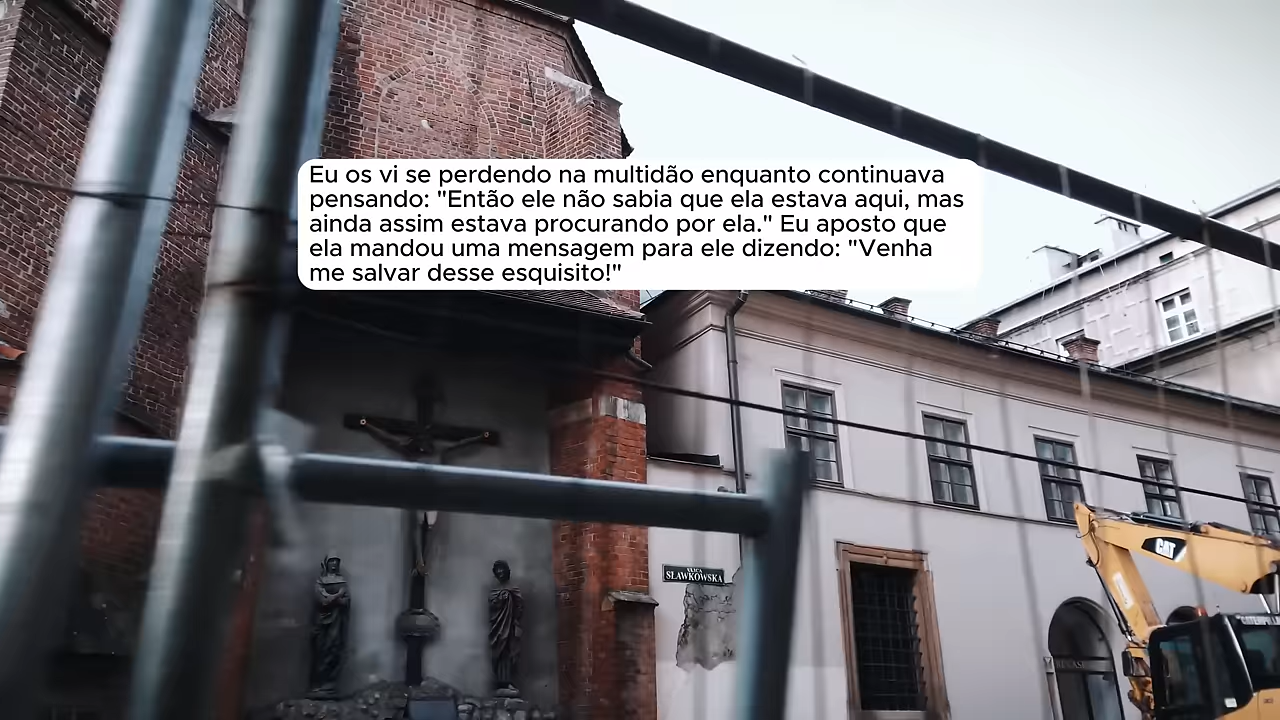 Eu os vi se perdendo na multidão enquanto continuava
pensando: "Então ele não sabia que ela estava aqui, mas
ainda assim estava procurando por ela." Eu aposto que
ela mandou uma mensagem para ele dizendo: "Venha
me salvar desse esquisito!"
ULICA
SŁAWKOWSKA
CAT